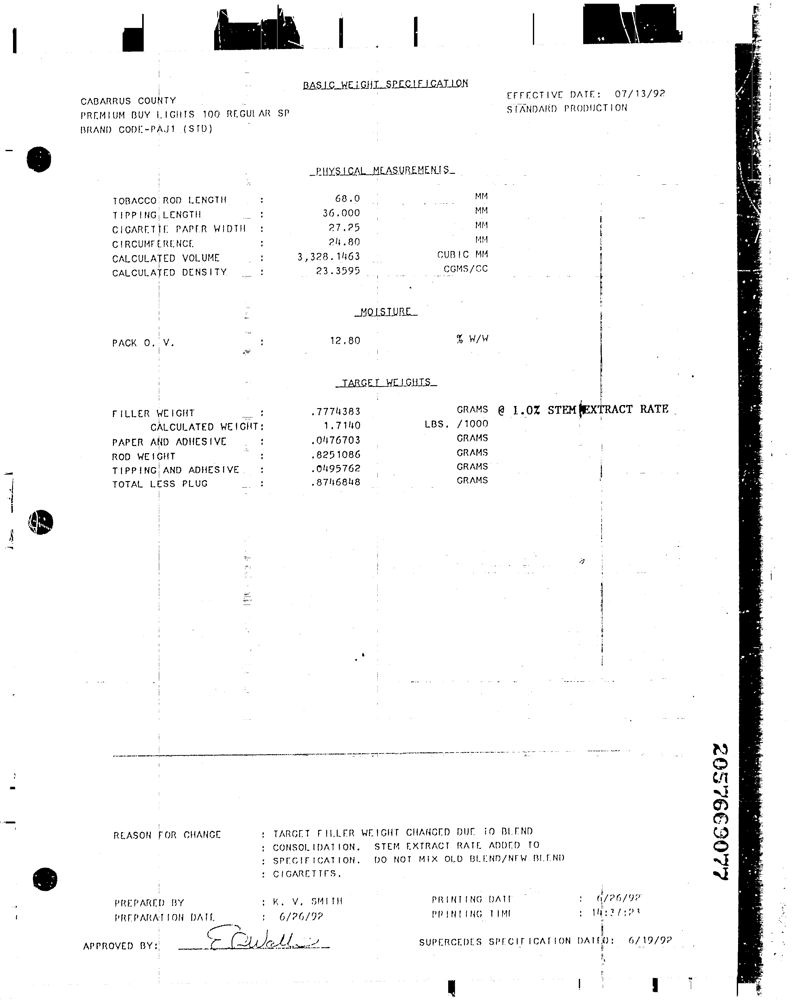 BASIC WEIGHT SPECIFICATION
EFFECTIVE DATE: 07/13/92
CABARRUS COUNTY
STANDARD PRODUCTION
PREMIUM BUY LIGHTS 100 REGULAR SP
BRAND CODE-PAJ1 (STD)
PHYSICAL MEASUREMENTS
TOBACCO ROD LENGTH : 68.0 MM
TIPPING LENGTH : 36.000 MM
CIGARETTE PAPER WIDTH : 27.25 MM
CIRCUMFERENCE : 24.80 MM
CALCULATED VOLUME : 3,328.1463 CUBIC MM
CALCULATED DENSITY : 23.3595 CGMS/CC
MOISTURE
PACK O. V. : 12.80 % W/W
TARGET WEIGHTS
FILLER WEIGHT : .7774383 GRAMS @ 1.0% STEM EXTRACT RATE
CALCULATED WEIGHT: 1.7140 LBS. /1000
PAPER AND ADHESIVE : .0476703 GRAMS
ROD WEIGHT : .8251086 GRAMS
TIPPING AND ADHESIVE : .0495762 GRAMS
TOTAL LESS PLUG : .8746848 GRAMS
2057669077
REASON FOR CHANGE : TARGET FILLER WEIGHT CHANGED DUE TO BLEND
: CONSOLIDATION. STEM EXTRACT RATE ADDED TO
: SPECIFICATION. DO NOT MIX OLD BLEND/NEW BLEND
: CIGARETTES.
PREPARED BY : K. V. SMITH PRINTING DATE : 6/26/92
PREPARATION DATE : 6/26/92 PRINTING TIME :
APPROVED BY: SUPERCEDES SPECIFICATION DATED: 6/19/92